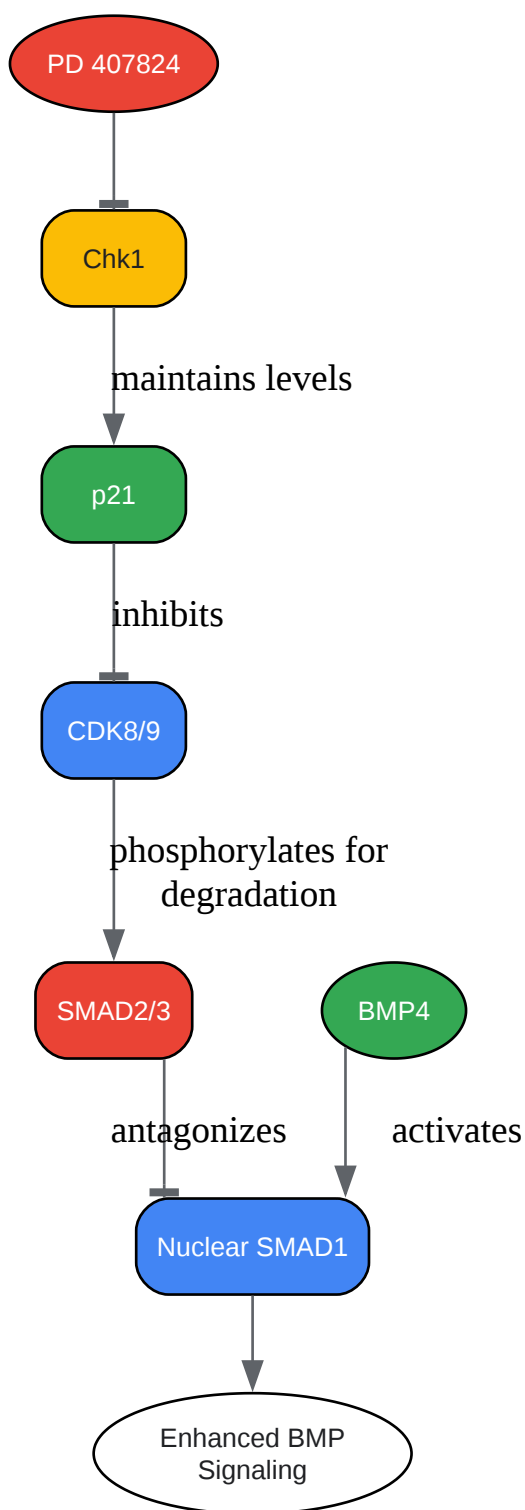 PD 407824
Chk1
maintains levels
p21
inhibits
CDK8/9
phosphorylates for
degradation
SMAD2/3
BMP4
antagonizes
activates
Nuclear SMAD1
Enhanced BMP
Signaling